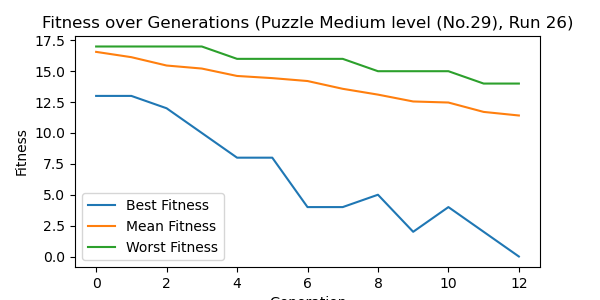 Fitness over Generations (Puzzle Medium level (No.29), Run 26)
17.5
15.0
12.5
10.0
7.5
5.0
2.5
0.0
Fitness
Best Fitness
Mean Fitness
Worst Fitness
0 2 4 6 8 10 12
Generation